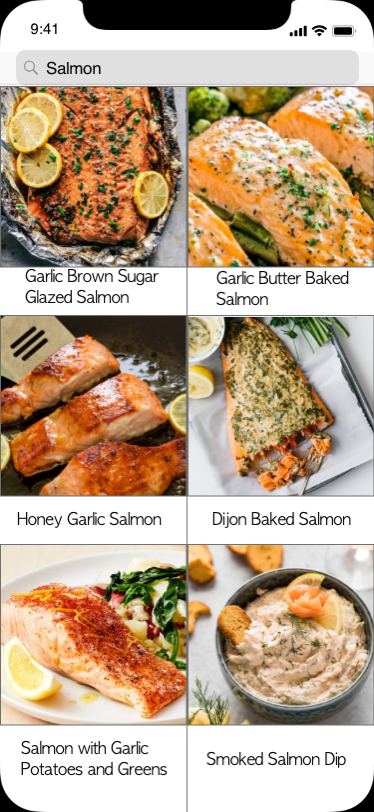 9:41
Salmon
Garlic Brown Sugar
Glazed Salmon
Garlic Butter Baked
Salmon
Honey Garlic Salmon
Dijon Baked Salmon
Salmon with Garlic
Potatoes and Greens
Smoked Salmon Dip